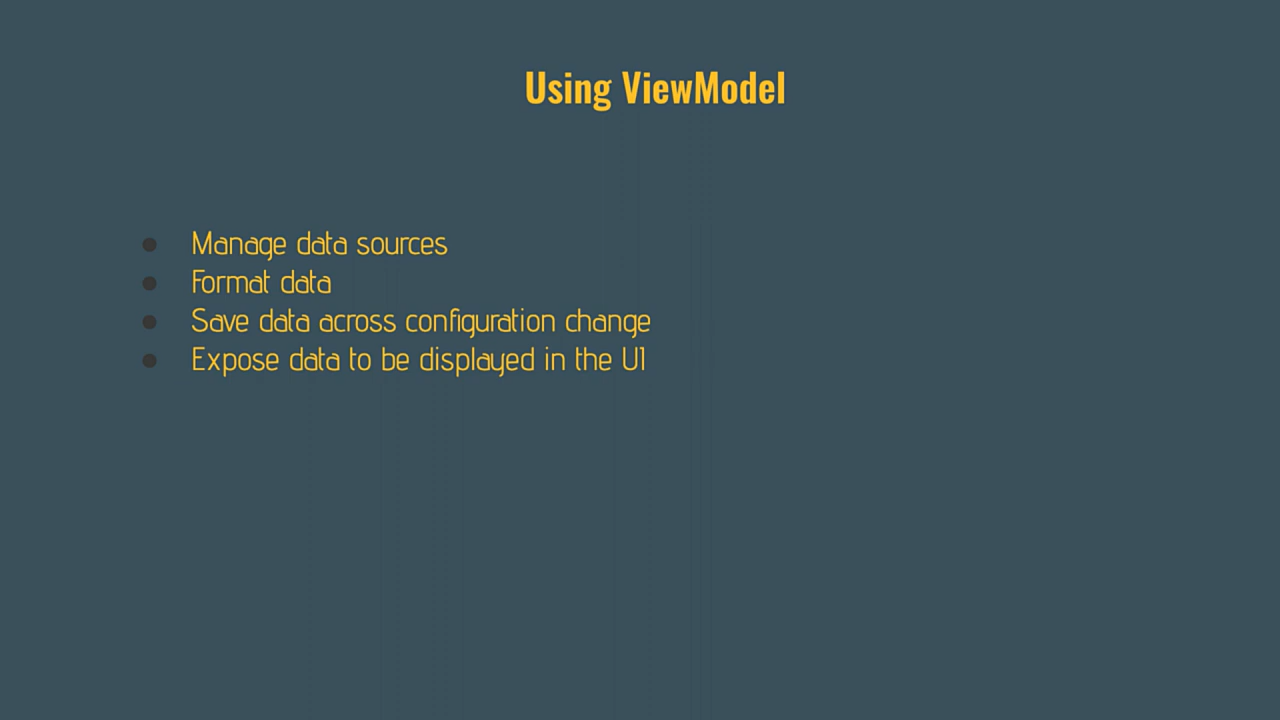 Using ViewModel
● Manage data sources
● Format data
● Save data across configuration change
● Expose data to be displayed in the UI